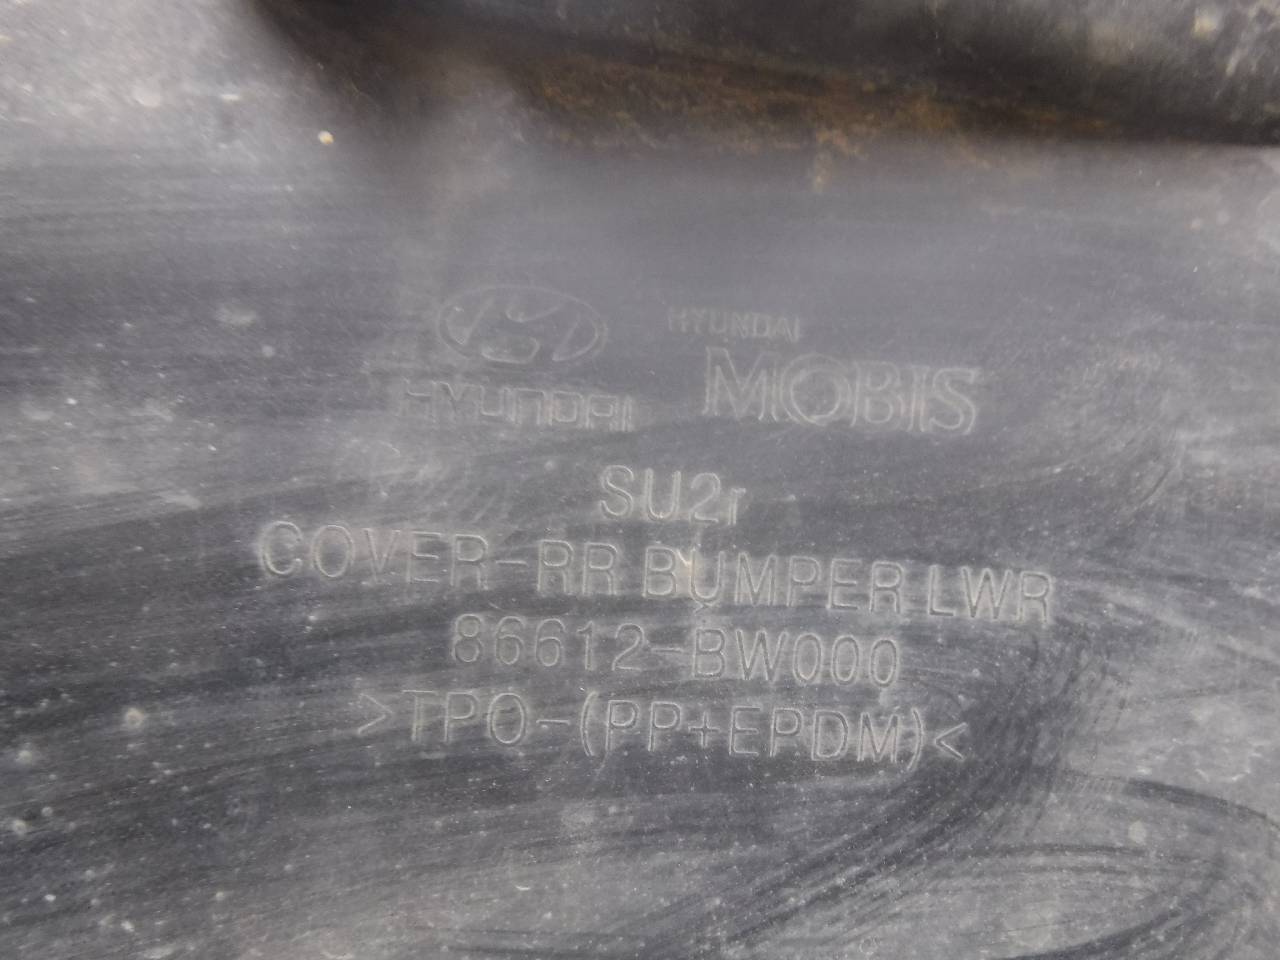 HYUNDAI
HYUNDAI
MOBIS
SU2r
COVER-RR BUMPER LWR
86612-BW000
>TPO-(PP+EPDM)<